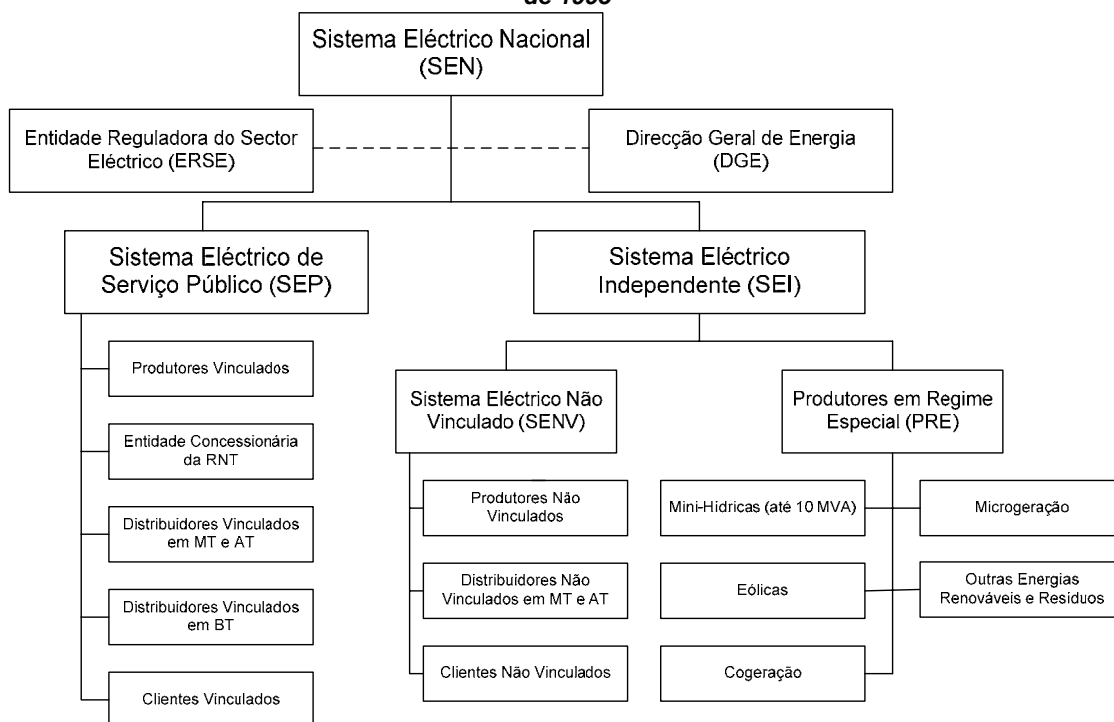 Sistema Eléctrico Nacional
(SEN)
Entidade Reguladora do Sector
Eléctrico (ERSE)
Direcção Geral de Energia
(DGE)
Sistema Eléctrico de
Serviço Público (SEP)
Sistema Eléctrico
Independente (SEI)
Produtores Vinculados
Entidade Concessionária
da RNT
Distribuidores Vinculados
em MT e AT
Distribuidores Vinculados
em BT
Clientes Vinculados
Sistema Eléctrico Não
Vinculado (SENV)
Produtores Não
Vinculados
Distribuidores Não
Vinculados em MT e AT
Clientes Não Vinculados
Produtores em Regime
Especial (PRE)
Mini-Hídricas (até 10 MVA)
Microgeração
Eólicas
Outras Energias
Renováveis e Resíduos
Cogeração